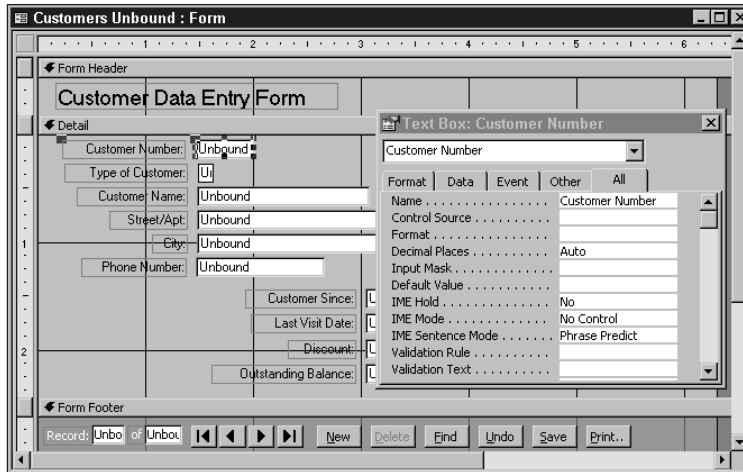 Customers Unbound : Form
1 2 3 4 5 6
Form Header
Customer Data Entry Form
Detail
Customer Number: Unbound
Type of Customer: U
Customer Name: Unbound
Street/Apt: Unbound
City: Unbound
Phone Number: Unbound
Customer Since: U
Last Visit Date: U
Discount: U
Outstanding Balance: U
1
2
Text Box: Customer Number
Customer Number
Format Data Event Other All
Name . . . . . . . . . . . . . . . . Customer Number
Control Source . . . . . . . . . .
Format . . . . . . . . . . . . . . .
Decimal Places . . . . . . . . . . Auto
Input Mask . . . . . . . . . . . . .
Default Value . . . . . . . . . . .
IME Hold . . . . . . . . . . . . . . No
IME Mode . . . . . . . . . . . . . No Control
IME Sentence Mode . . . . . . . Phrase Predict
Validation Rule . . . . . . . . . . .
Validation Text . . . . . . . . . .
Form Footer
Record: Unbo of Unbou New Delete Find Undo Save Print..